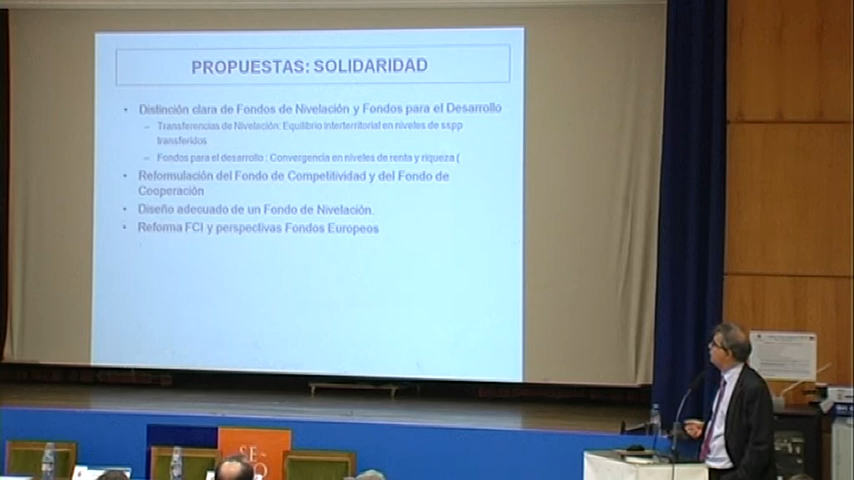 PROPUESTAS: SOLIDARIDAD
• Distinción clara de Fondos de Nivelación y Fondos para el Desarrollo
– Transferencias de Nivelación: Equilibrio interterritorial en niveles de sspp
transferidos
– Fondos para el desarrollo : Convergencia en niveles de renta y riqueza (
• Reformulación del Fondo de Competitividad y del Fondo de
Cooperación
• Diseño adecuado de un Fondo de Nivelación.
• Reforma FCI y perspectivas Fondos Europeos
SE~